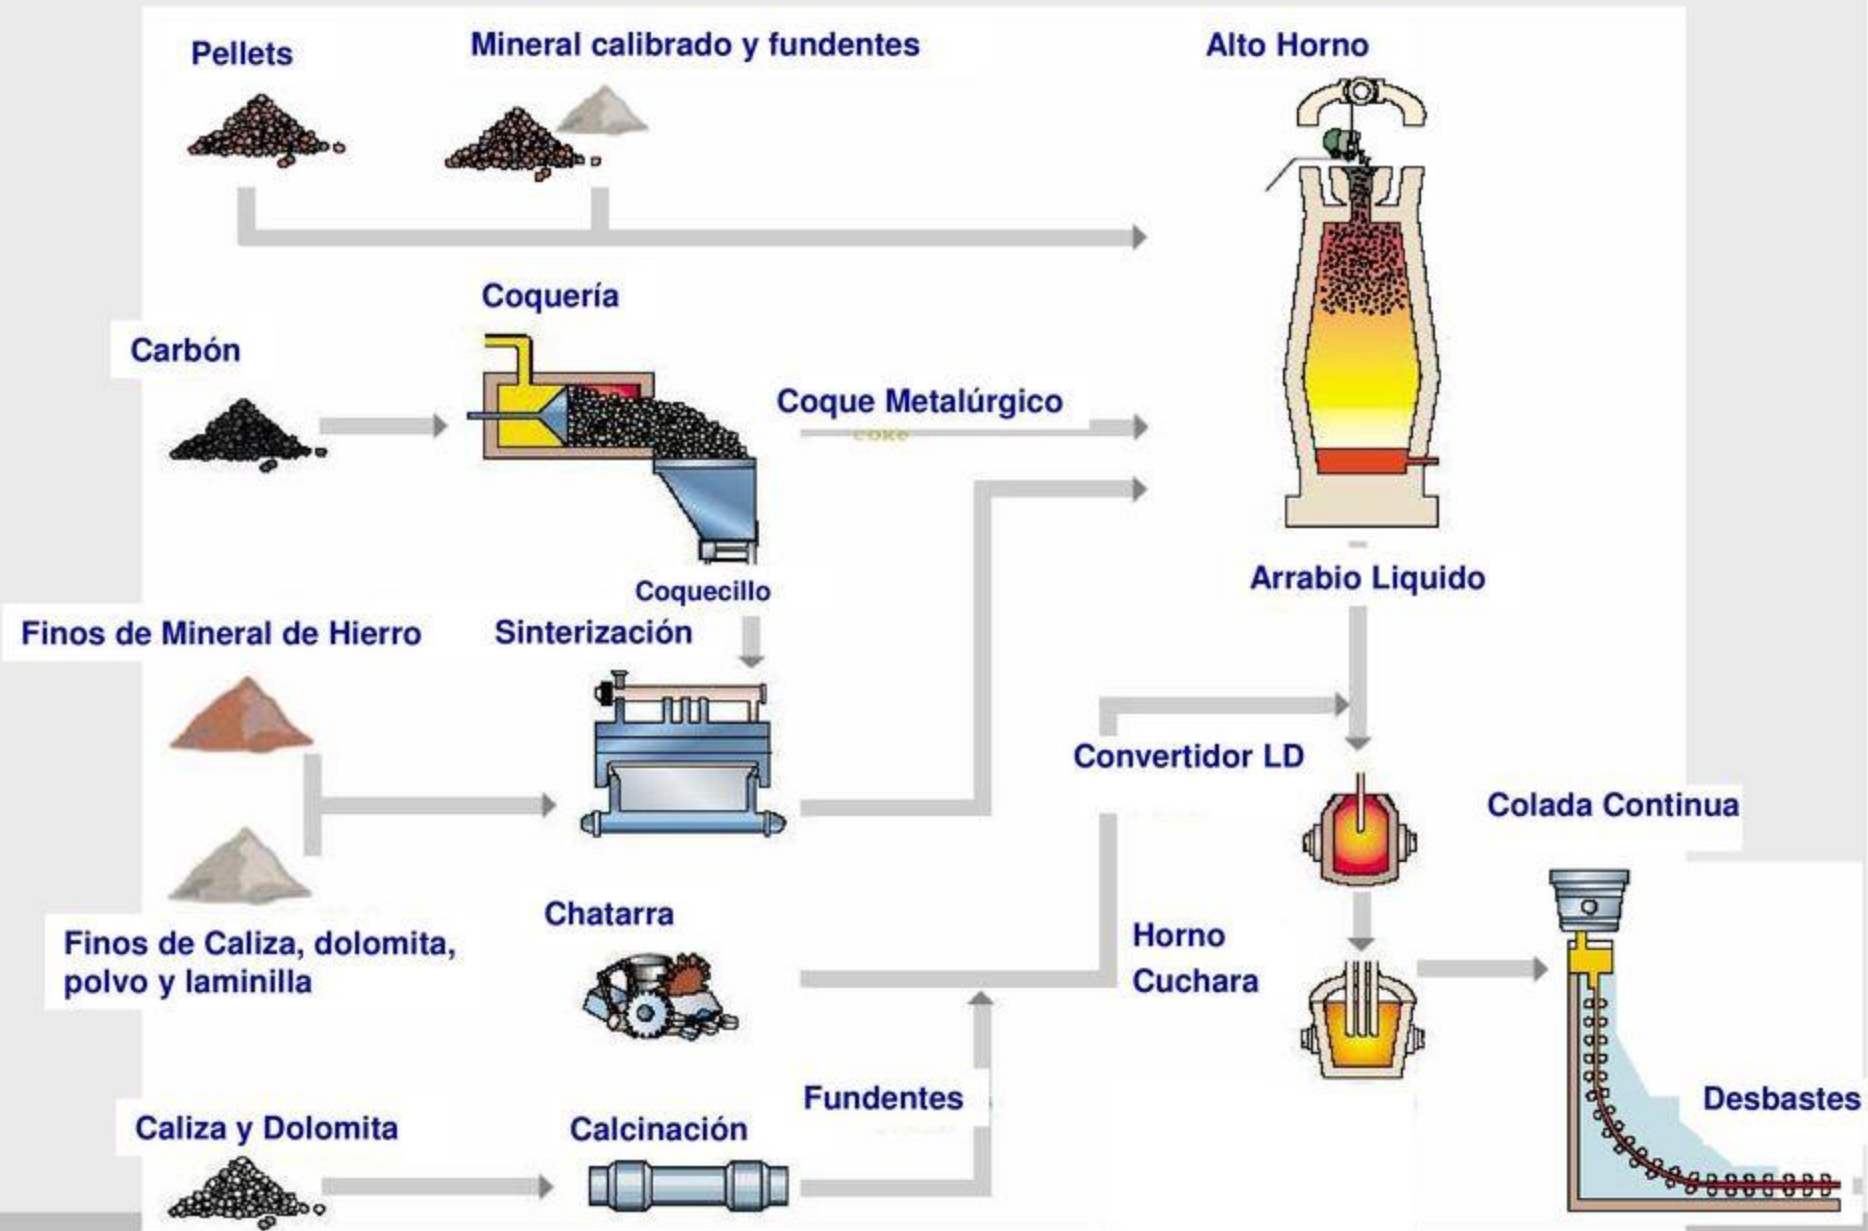 Pellets
Mineral calibrado y fundentes
Alto Horno
Coquería
Carbón
Coque Metalúrgico
coke
Coquecillo
Arrabio Liquido
Finos de Mineral de Hierro
Sinterización
Convertidor LD
Colada Continua
Chatarra
Horno
Cuchara
Finos de Caliza, dolomita,
polvo y laminilla
Fundentes
Desbastes
Caliza y Dolomita
Calcinación